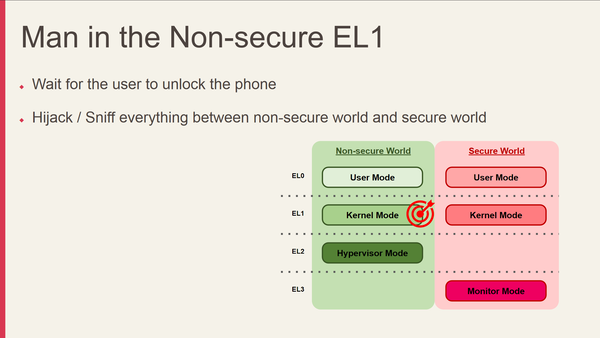 Man in the Non-secure EL1
Wait for the user to unlock the phone
Hijack / Sniff everything between non-secure world and secure world
Non-secure World
Secure World
EL0
User Mode
User Mode
EL1
Kernel Mode
Kernel Mode
EL2
Hypervisor Mode
EL3
Monitor Mode